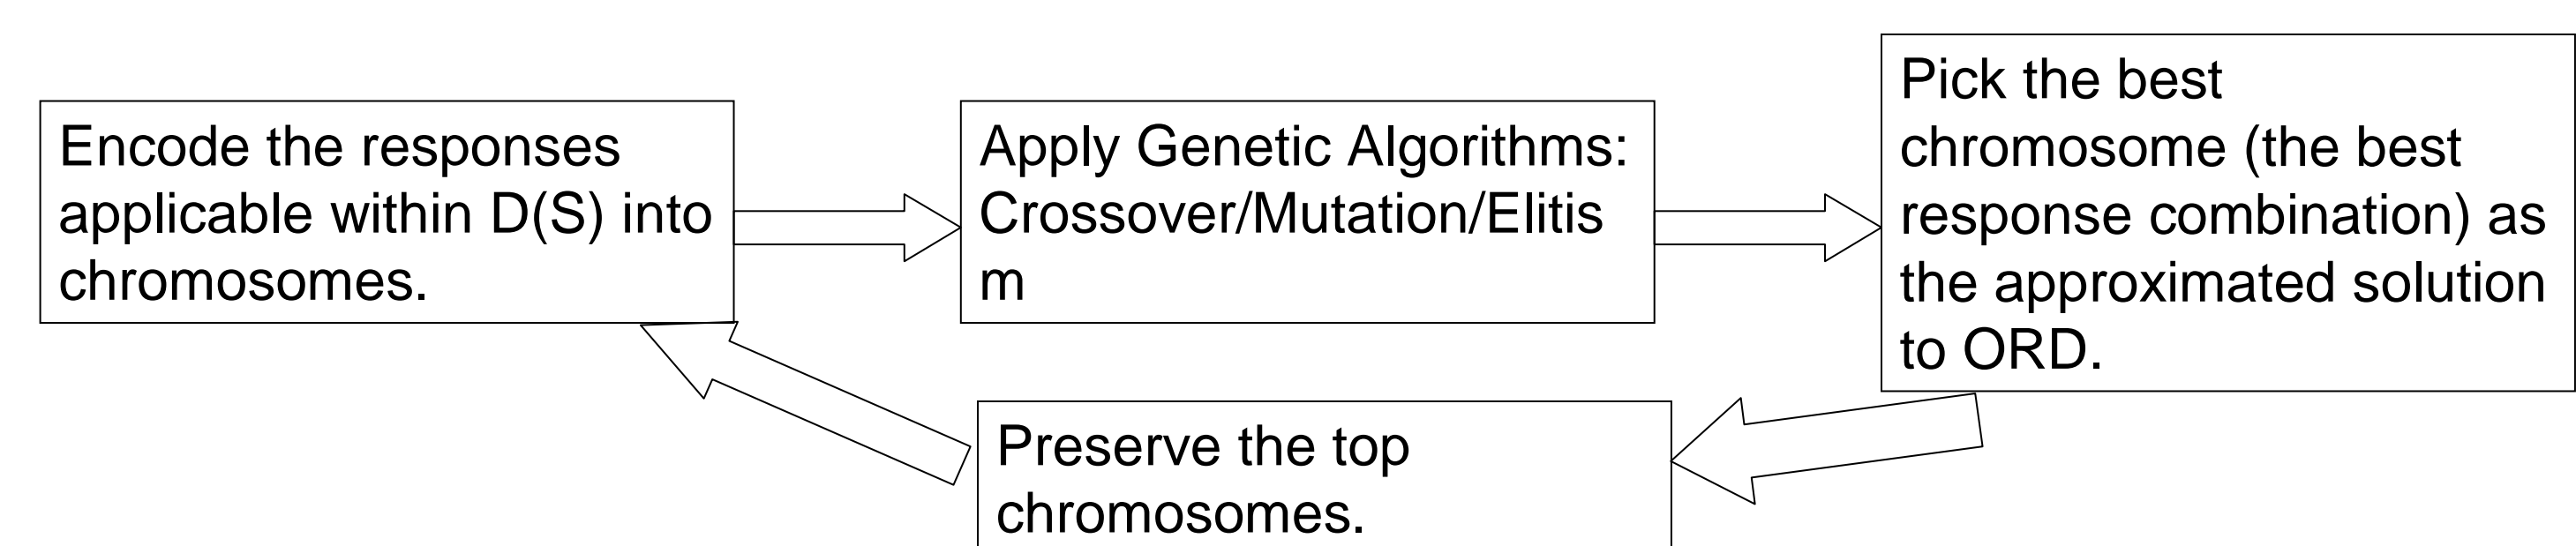 Encode the responses
applicable within D(S) into
chromosomes.
Apply Genetic Algorithms:
Crossover/Mutation/Elitis
m
Pick the best
chromosome (the best
response combination) as
the approximated solution
to ORD.
Preserve the top
chromosomes.